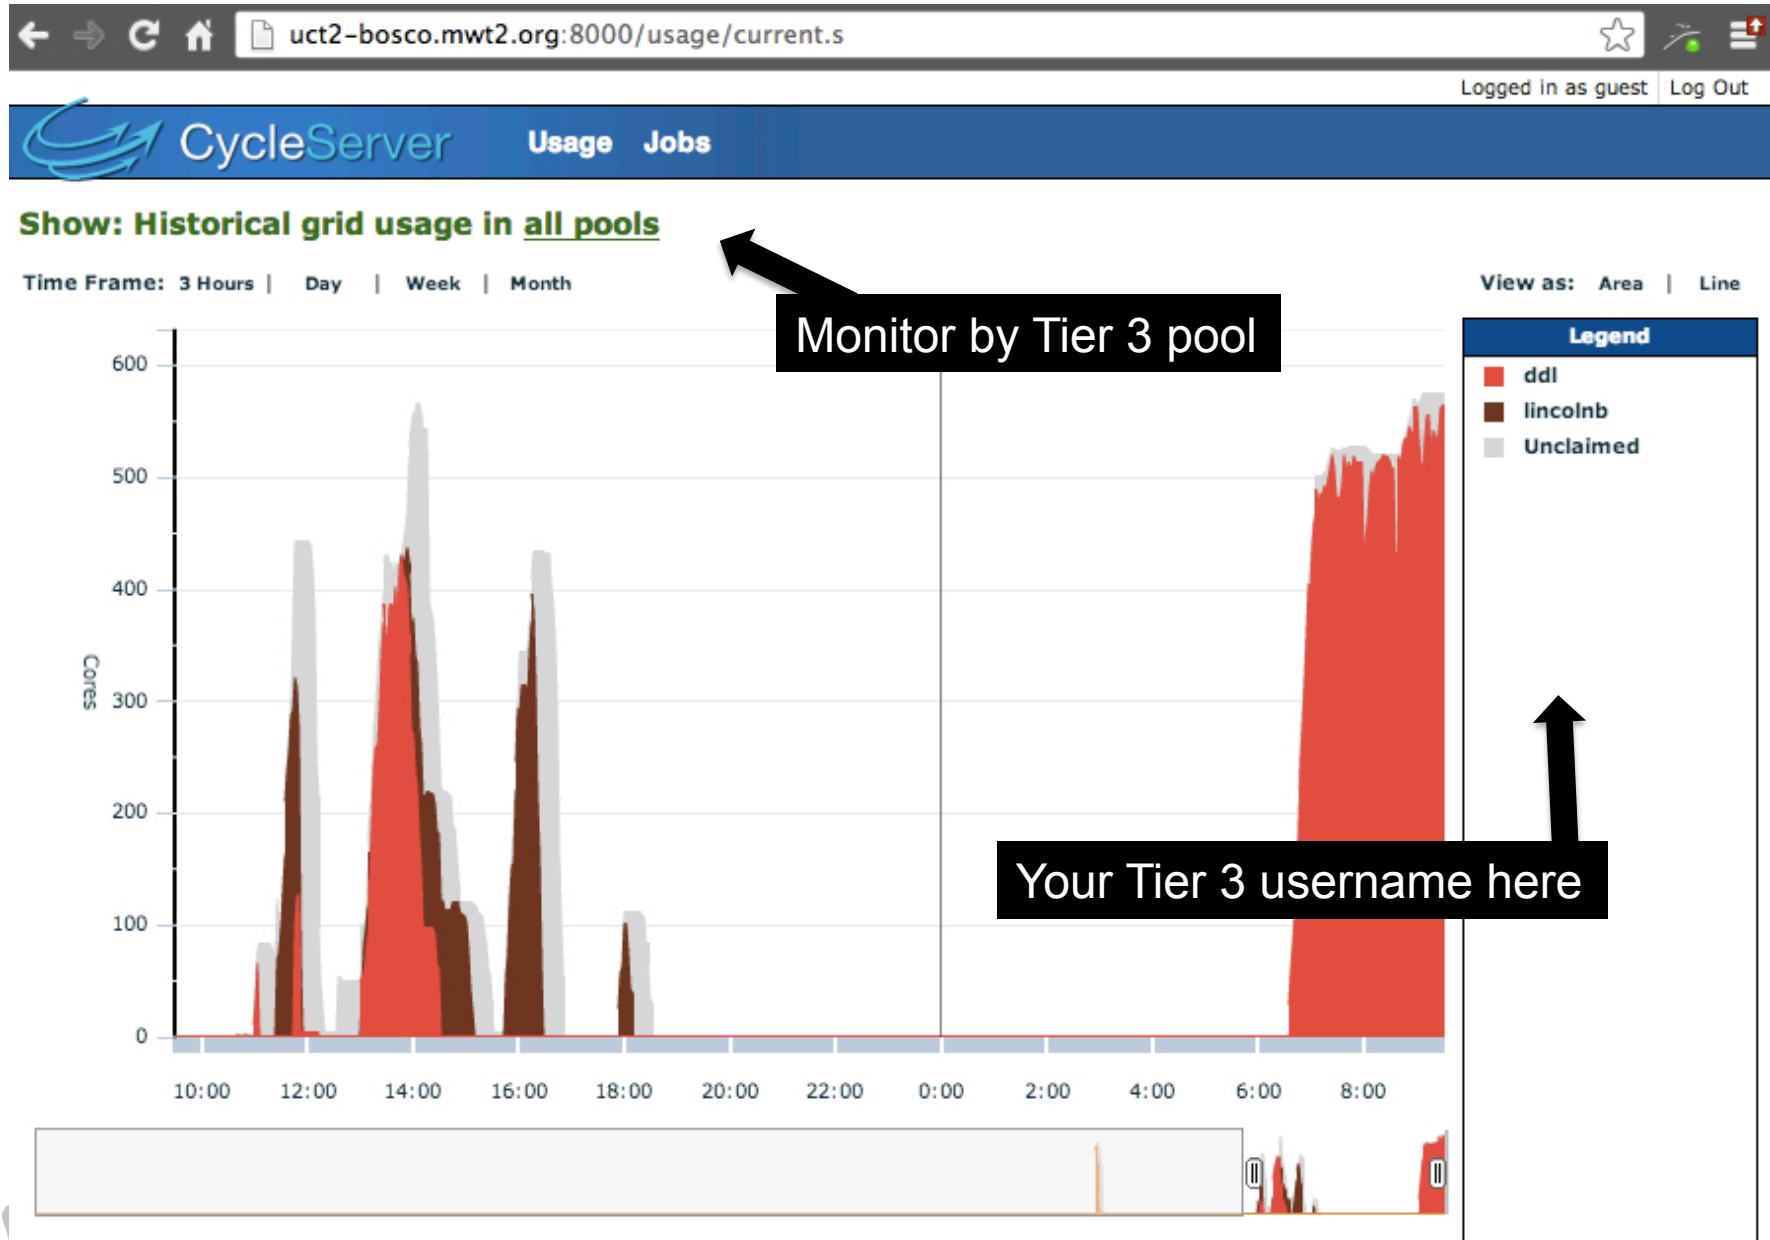 uct2-bosco.mwt2.org:8000/usage/current.s
Logged in as guest | Log Out
CycleServer Usage Jobs
Show: Historical grid usage in all pools
Time Frame: 3 Hours | Day | Week | Month
View as: Area | Line
Monitor by Tier 3 pool
Legend
ddl
lincolnb
Unclaimed
600
500
400
300
200
100
0
Cores
Your Tier 3 username here
10:00 12:00 14:00 16:00 18:00 20:00 22:00 0:00 2:00 4:00 6:00 8:00